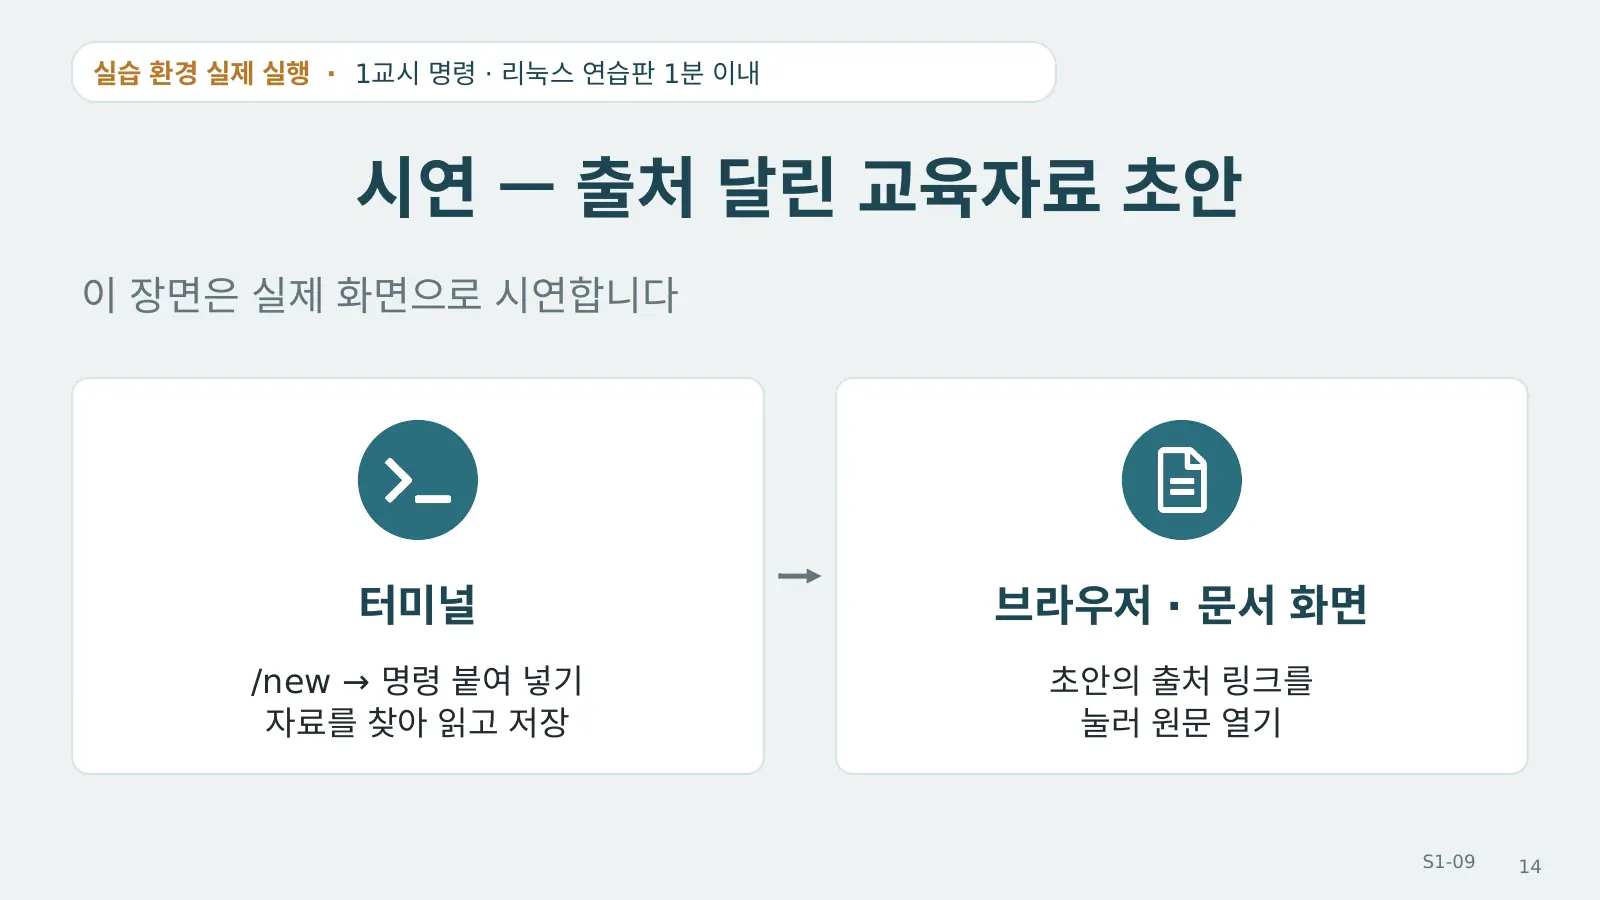 실습 환경 실제 실행 · 1교시 명령 · 리눅스 연습판 1분 이내
시연 — 출처 달린 교육자료 초안
이 장면은 실제 화면으로 시연합니다
터미널
/new → 명령 붙여 넣기
자료를 찾아 읽고 저장
브라우저 · 문서 화면
초안의 출처 링크를
눌러 원문 열기
S1-09
14